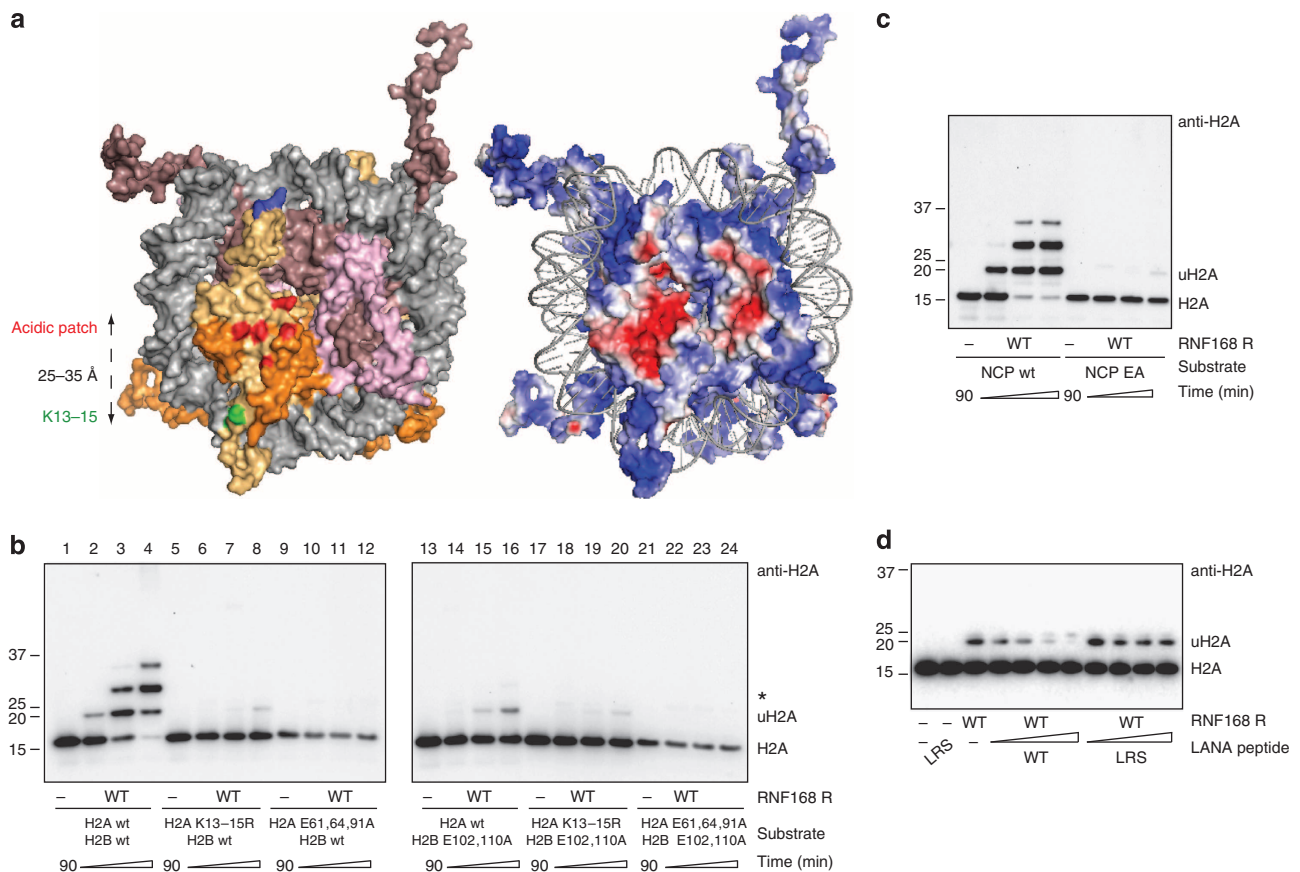 a
Acidic patch
25–35 Å
K13–15
c
anti-H2A
37
25
20
15
uH2A
H2A
– WT – WT RNF168 R
Substrate
NCP wt NCP EA
90 90 Time (min)
b
1 2 3 4 5 6 7 8 9 10 11 12
13 14 15 16 17 18 19 20 21 22 23 24
anti-H2A
37
25
20
15
*
uH2A
H2A
– WT – WT – WT – WT – WT – WT RNF168 R
H2A wt H2A K13–15R H2A E61,64,91A H2A wt H2A K13–15R H2A E61,64,91A
Substrate
H2B wt H2B wt H2B wt H2B E102,110A H2B E102,110A H2B E102,110A
90 90 90 90 90 90 Time (min)
d
anti-H2A
37
25
20
15
uH2A
H2A
– – WT WT WT RNF168 R
– LRS – LANA peptide
WT LRS